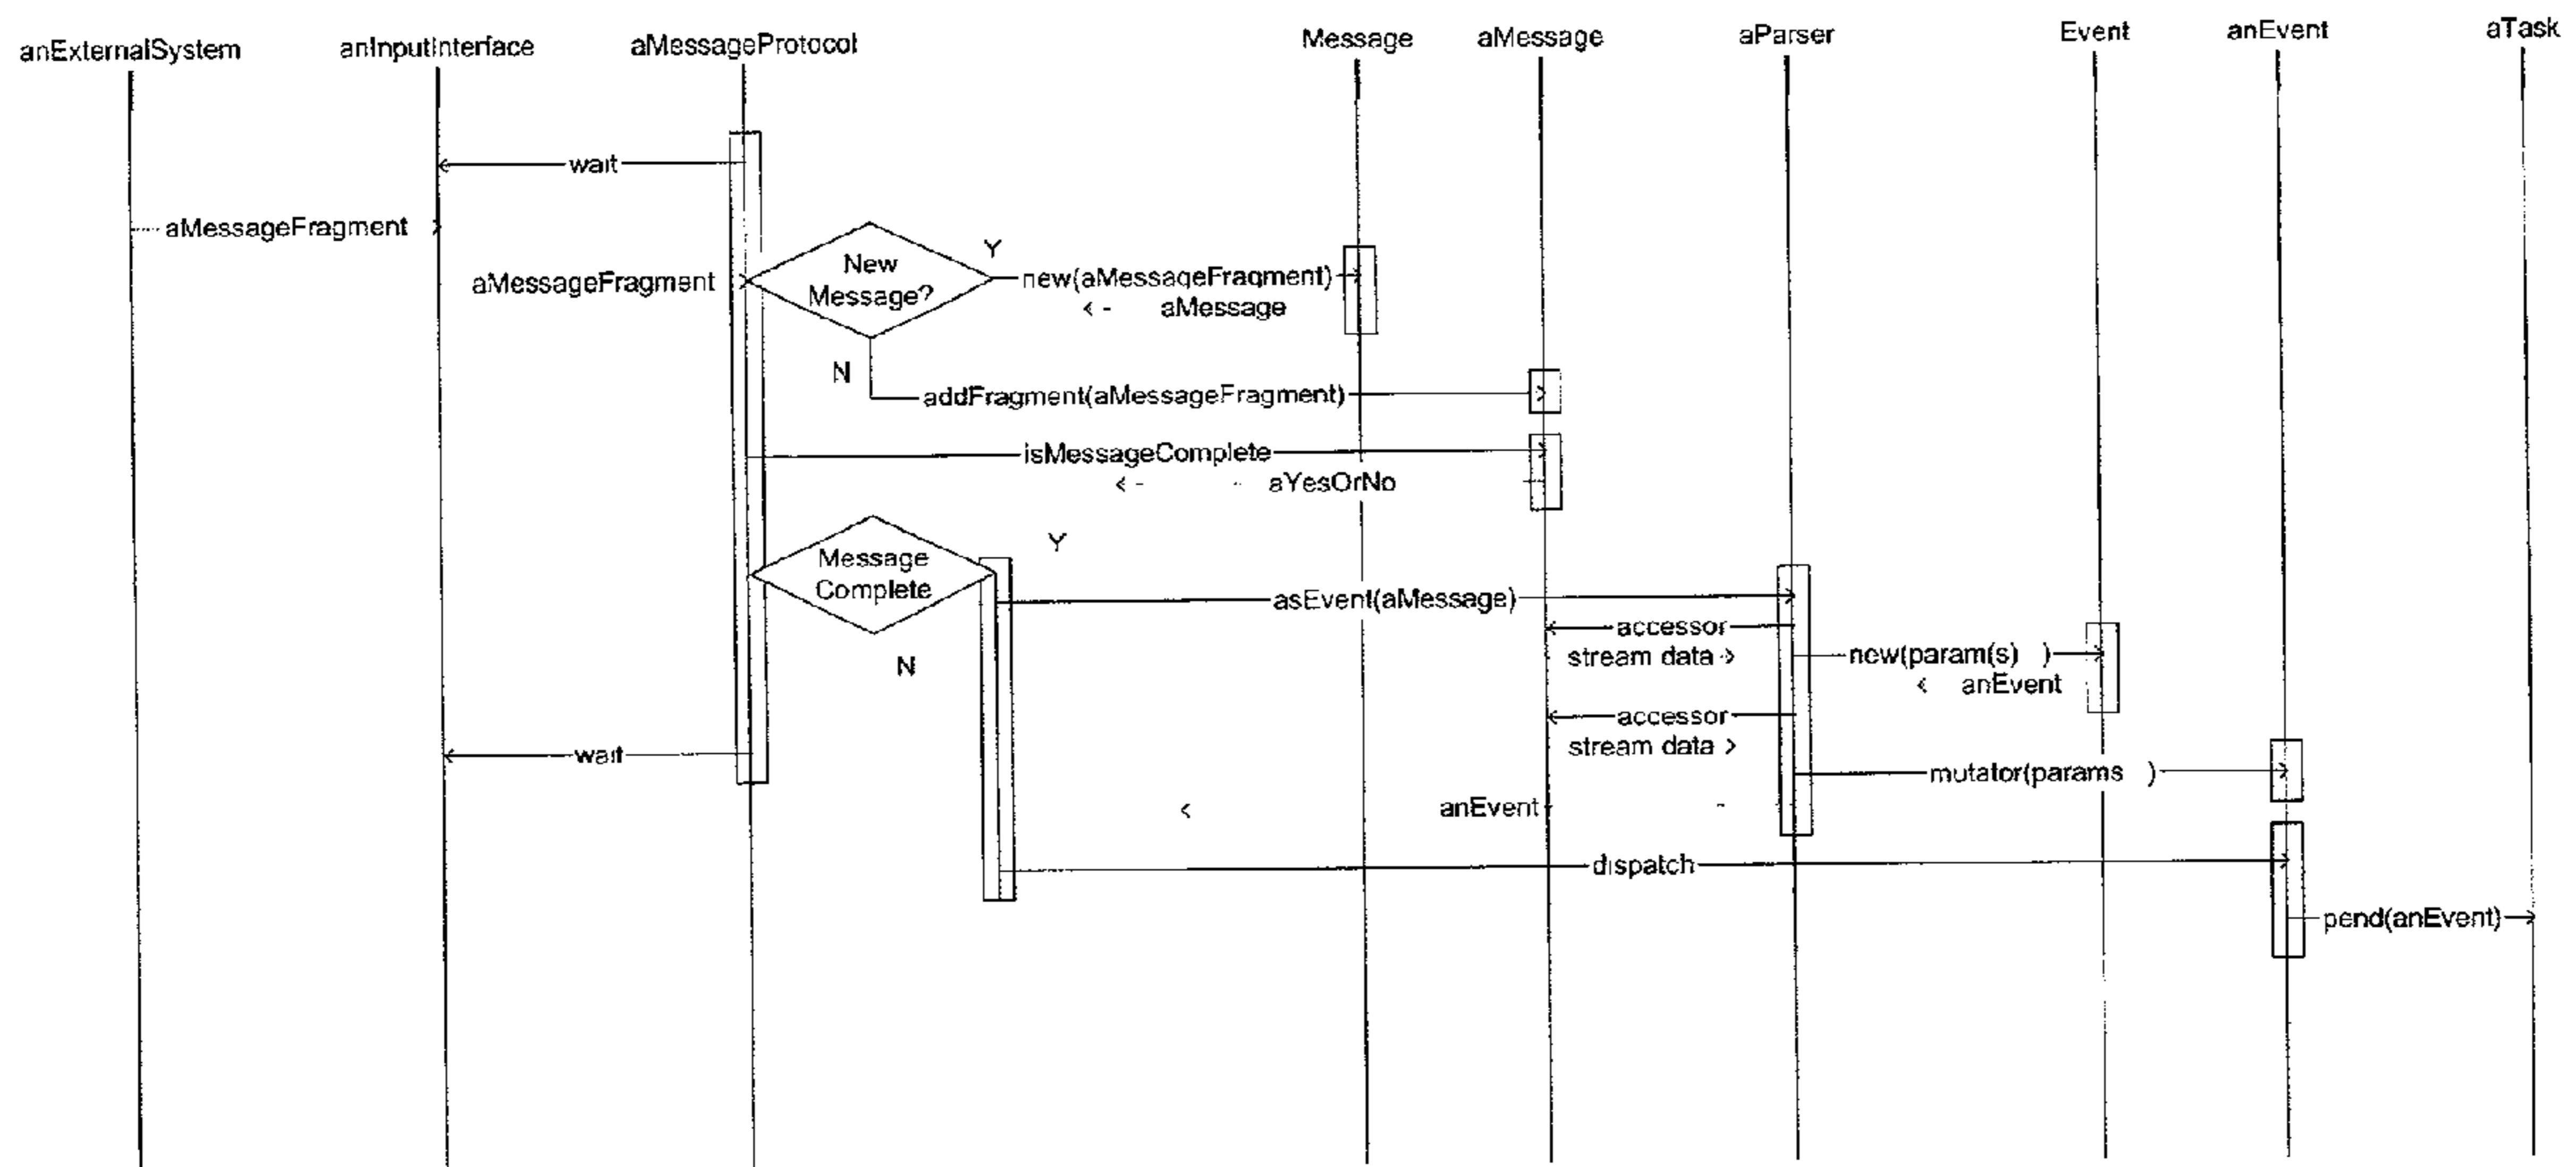 anExternalSystem
anInputInterface
aMessageProtocol
Message
aMessage
aParser
Event
anEvent
aTask
wait
aMessageFragment
aMessageFragment
New
Message?
Y
new(aMessageFragment)
aMessage
N
addFragment(aMessageFragment)
isMessageComplete
aYesOrNo
Message
Complete
Y
N
asEvent(aMessage)
accessor
stream data
new(param(s) )
anEvent
accessor
stream data
wait
mutator(params )
anEvent
dispatch
pend(anEvent)